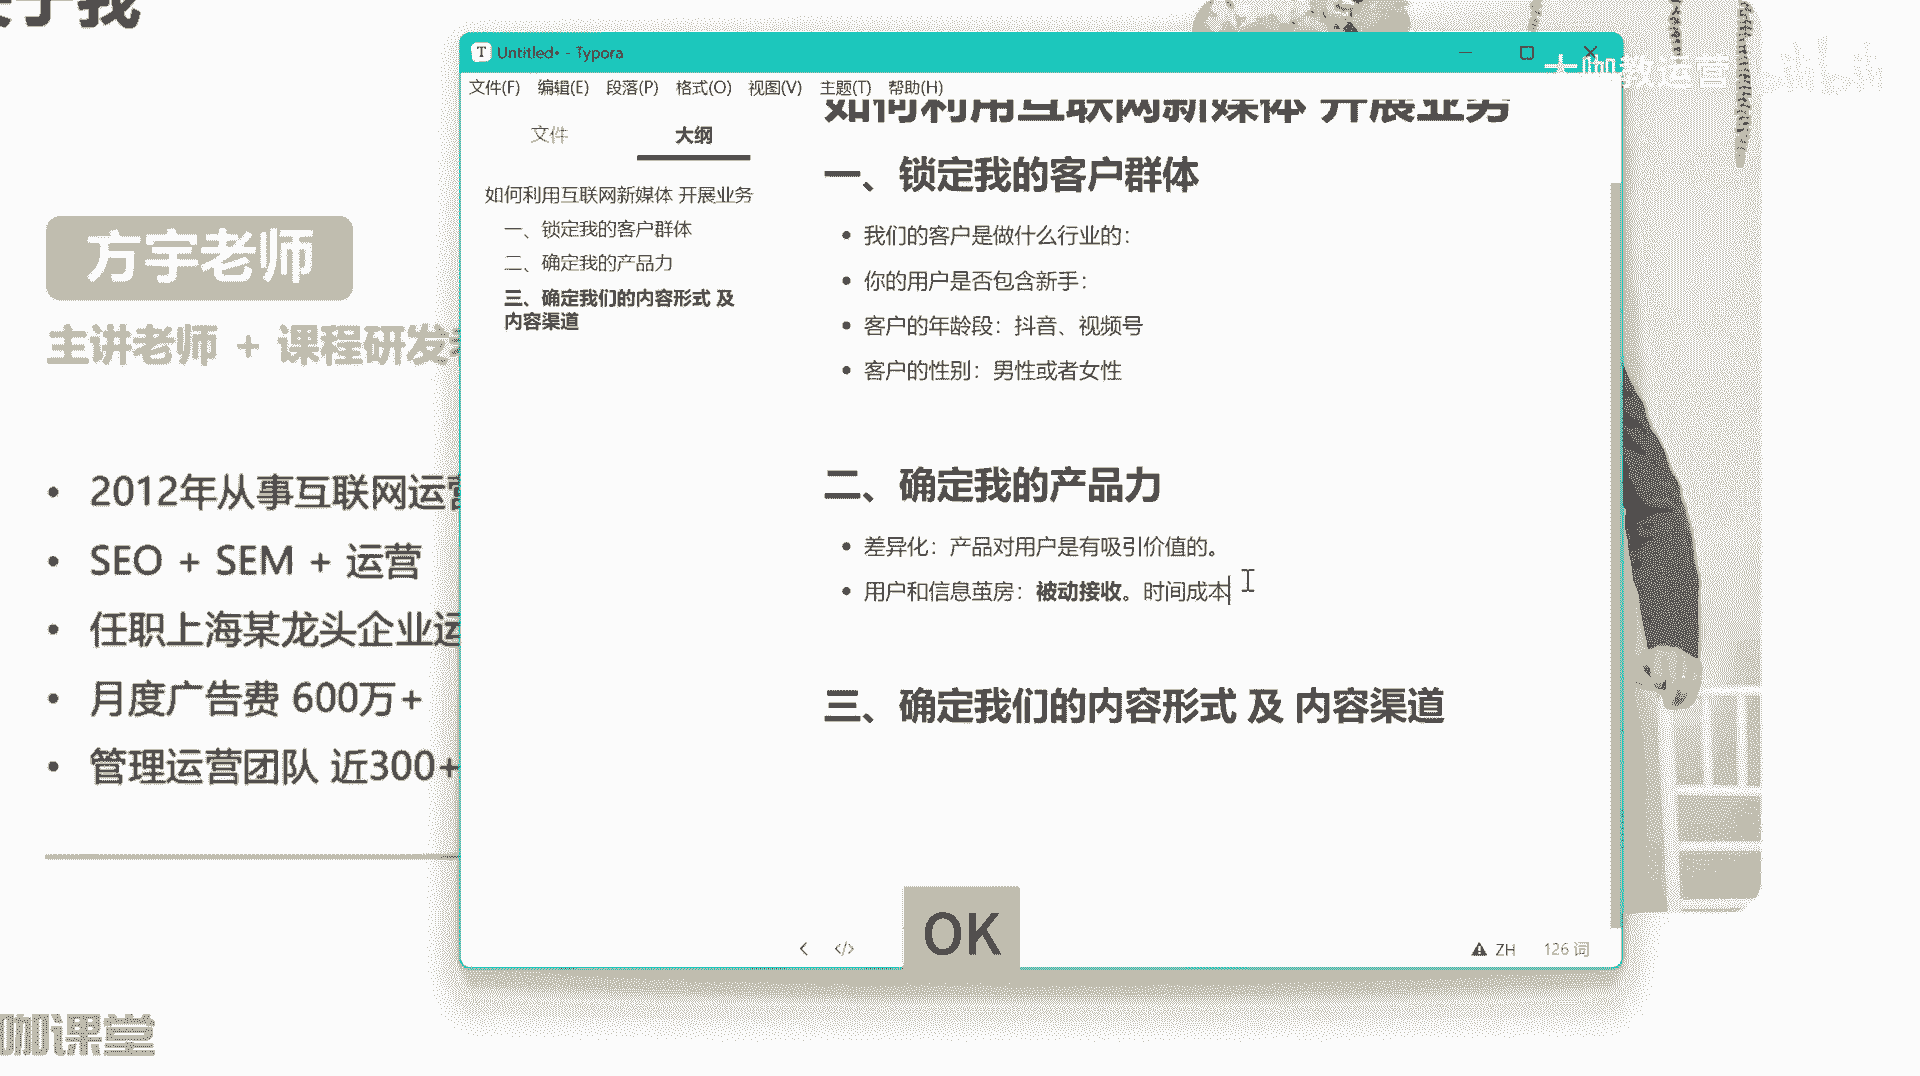 Untitled• - Typora
大咖教运营 bilibili
文件(F) 编辑(E) 段落(P) 格式(O) 视图(V) 主题(T) 帮助(H)
文件 大纲
如何利用互联网新媒体 开展业务
一、锁定我的客户群体
二、确定我的产品力
三、确定我们的内容形式 及
内容渠道
如何利用互联网新媒体 开展业务
一、锁定我的客户群体
• 我们的客户是做什么行业的：
• 你的用户是否包含新手：
• 客户的年龄段：抖音、视频号
• 客户的性别：男性或者女性
二、确定我的产品力
• 差异化：产品对用户是有吸引价值的。
• 用户和信息茧房：被动接收。时间成本
三、确定我们的内容形式 及 内容渠道
ZH 126 词
OK
方宇老师
主讲老师 + 课程研发
• 2012年从事互联网运营
• SEO + SEM + 运营
• 任职上海某龙头企业运
• 月度广告费 600万+
• 管理运营团队 近300+
咖课堂